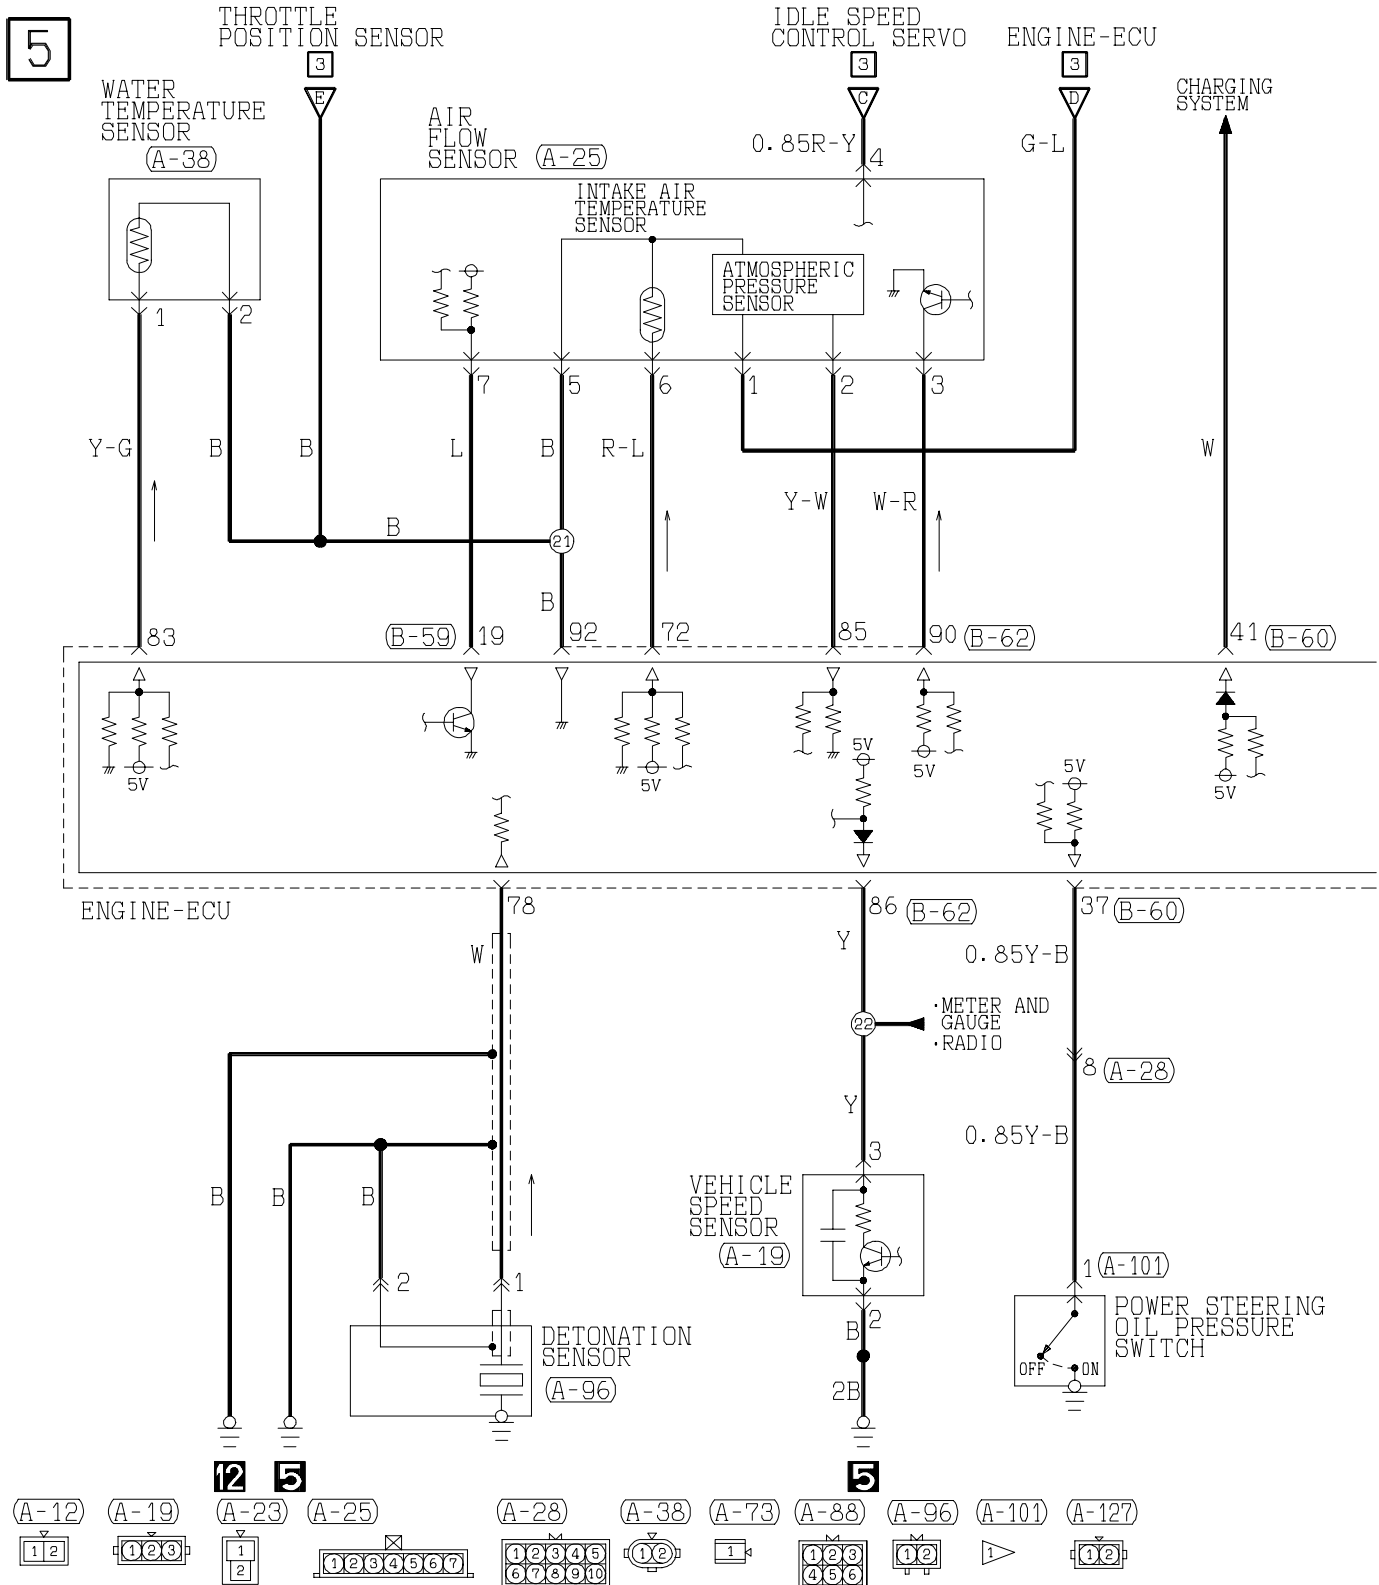 5
THROTTLE
POSITION SENSOR
3
E
IDLE SPEED
CONTROL SERVO
3
C
ENGINE-ECU
3
D
CHARGING
SYSTEM
WATER
TEMPERATURE
SENSOR
A-38
AIR
FLOW
SENSOR
A-25
0.85R-Y
4
G-L
INTAKE AIR
TEMPERATURE
SENSOR
ATMOSPHERIC
PRESSURE
SENSOR
1
2
7
5
6
1
2
3
Y-G
B
B
L
B
R-L
W
Y-W
W-R
B
21
B
83
B-59
19
92
72
85
90
B-62
41
B-60
5V
5V
5V
5V
5V
5V
ENGINE-ECU
78
86
B-62
37
B-60
W
Y
0.85Y-B
22
·METER AND
GAUGE
·RADIO
8
A-28
Y
0.85Y-B
B
B
B
3
VEHICLE
SPEED
SENSOR
A-19
2
1
1
A-101
2
B
POWER STEERING
OIL PRESSURE
SWITCH
OFF
ON
DETONATION
SENSOR
A-96
2B
12
5
5
A-12
A-19
A-23
A-25
A-28
A-38
A-73
A-88
A-96
A-101
A-127
1 2
1 2 3
1
2
1 2 3 4 5 6 7
1 2 3 4 5
6 7 8 9 10
1 2
1
1 2 3
4 5 6
1 2
1
1 2